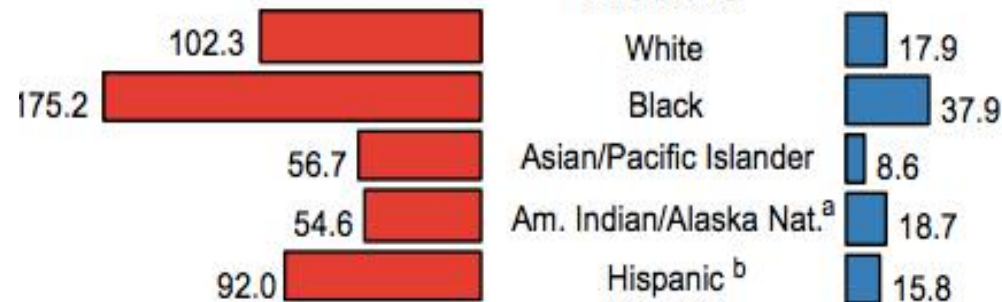 102.3 White 17.9
175.2 Black 37.9
56.7 Asian/Pacific Islander 8.6
54.6 Am. Indian/Alaska Nat.a 18.7
92.0 Hispanic b 15.8